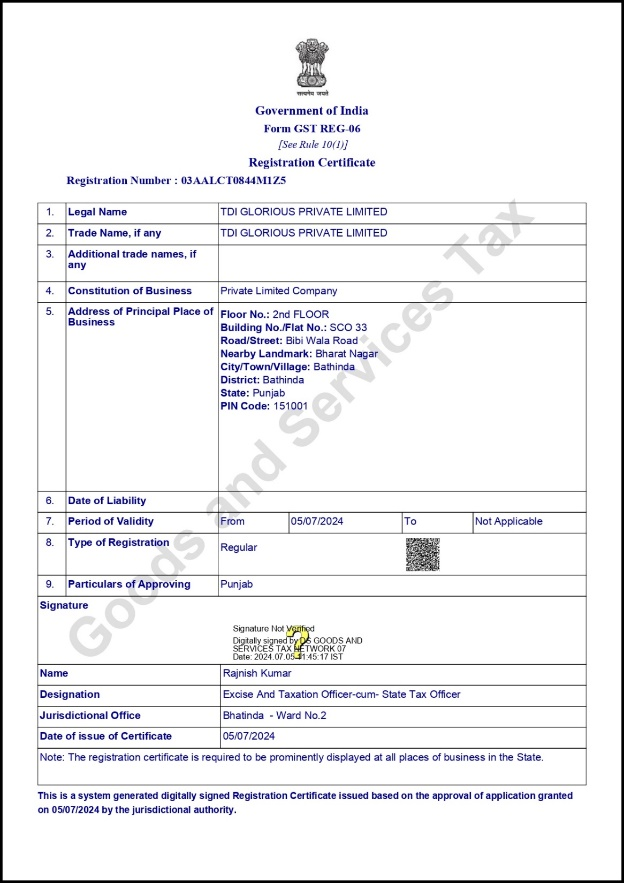 सत्यमेव जयते
Government of India
Form GST REG-06
[See Rule 10(1)]
Registration Certificate
Registration Number : 03AALCT0844M1Z5
1. Legal Name TDI GLORIOUS PRIVATE LIMITED
2. Trade Name, if any TDI GLORIOUS PRIVATE LIMITED
3. Additional trade names, if
any
4. Constitution of Business Private Limited Company
5. Address of Principal Place of
Business
Floor No.: 2nd FLOOR
Building No./Flat No.: SCO 33
Road/Street: Bibi Wala Road
Nearby Landmark: Bharat Nagar
City/Town/Village: Bathinda
District: Bathinda
State: Punjab
PIN Code: 151001
6. Date of Liability
7. Period of Validity From 05/07/2024 To Not Applicable
8. Type of Registration Regular
9. Particulars of Approving Punjab
Signature
Signature Not Verified
Digitally signed by DS GOODS AND
SERVICES TAX NETWORK 07
Date: 2024.07.05 11:45:17 IST
Name Rajnish Kumar
Designation Excise And Taxation Officer-cum- State Tax Officer
Jurisdictional Office Bhatinda - Ward No.2
Date of issue of Certificate 05/07/2024
Note: The registration certificate is required to be prominently displayed at all places of business in the State.
This is a system generated digitally signed Registration Certificate issued based on the approval of application granted
on 05/07/2024 by the jurisdictional authority.
Goods and Services Tax